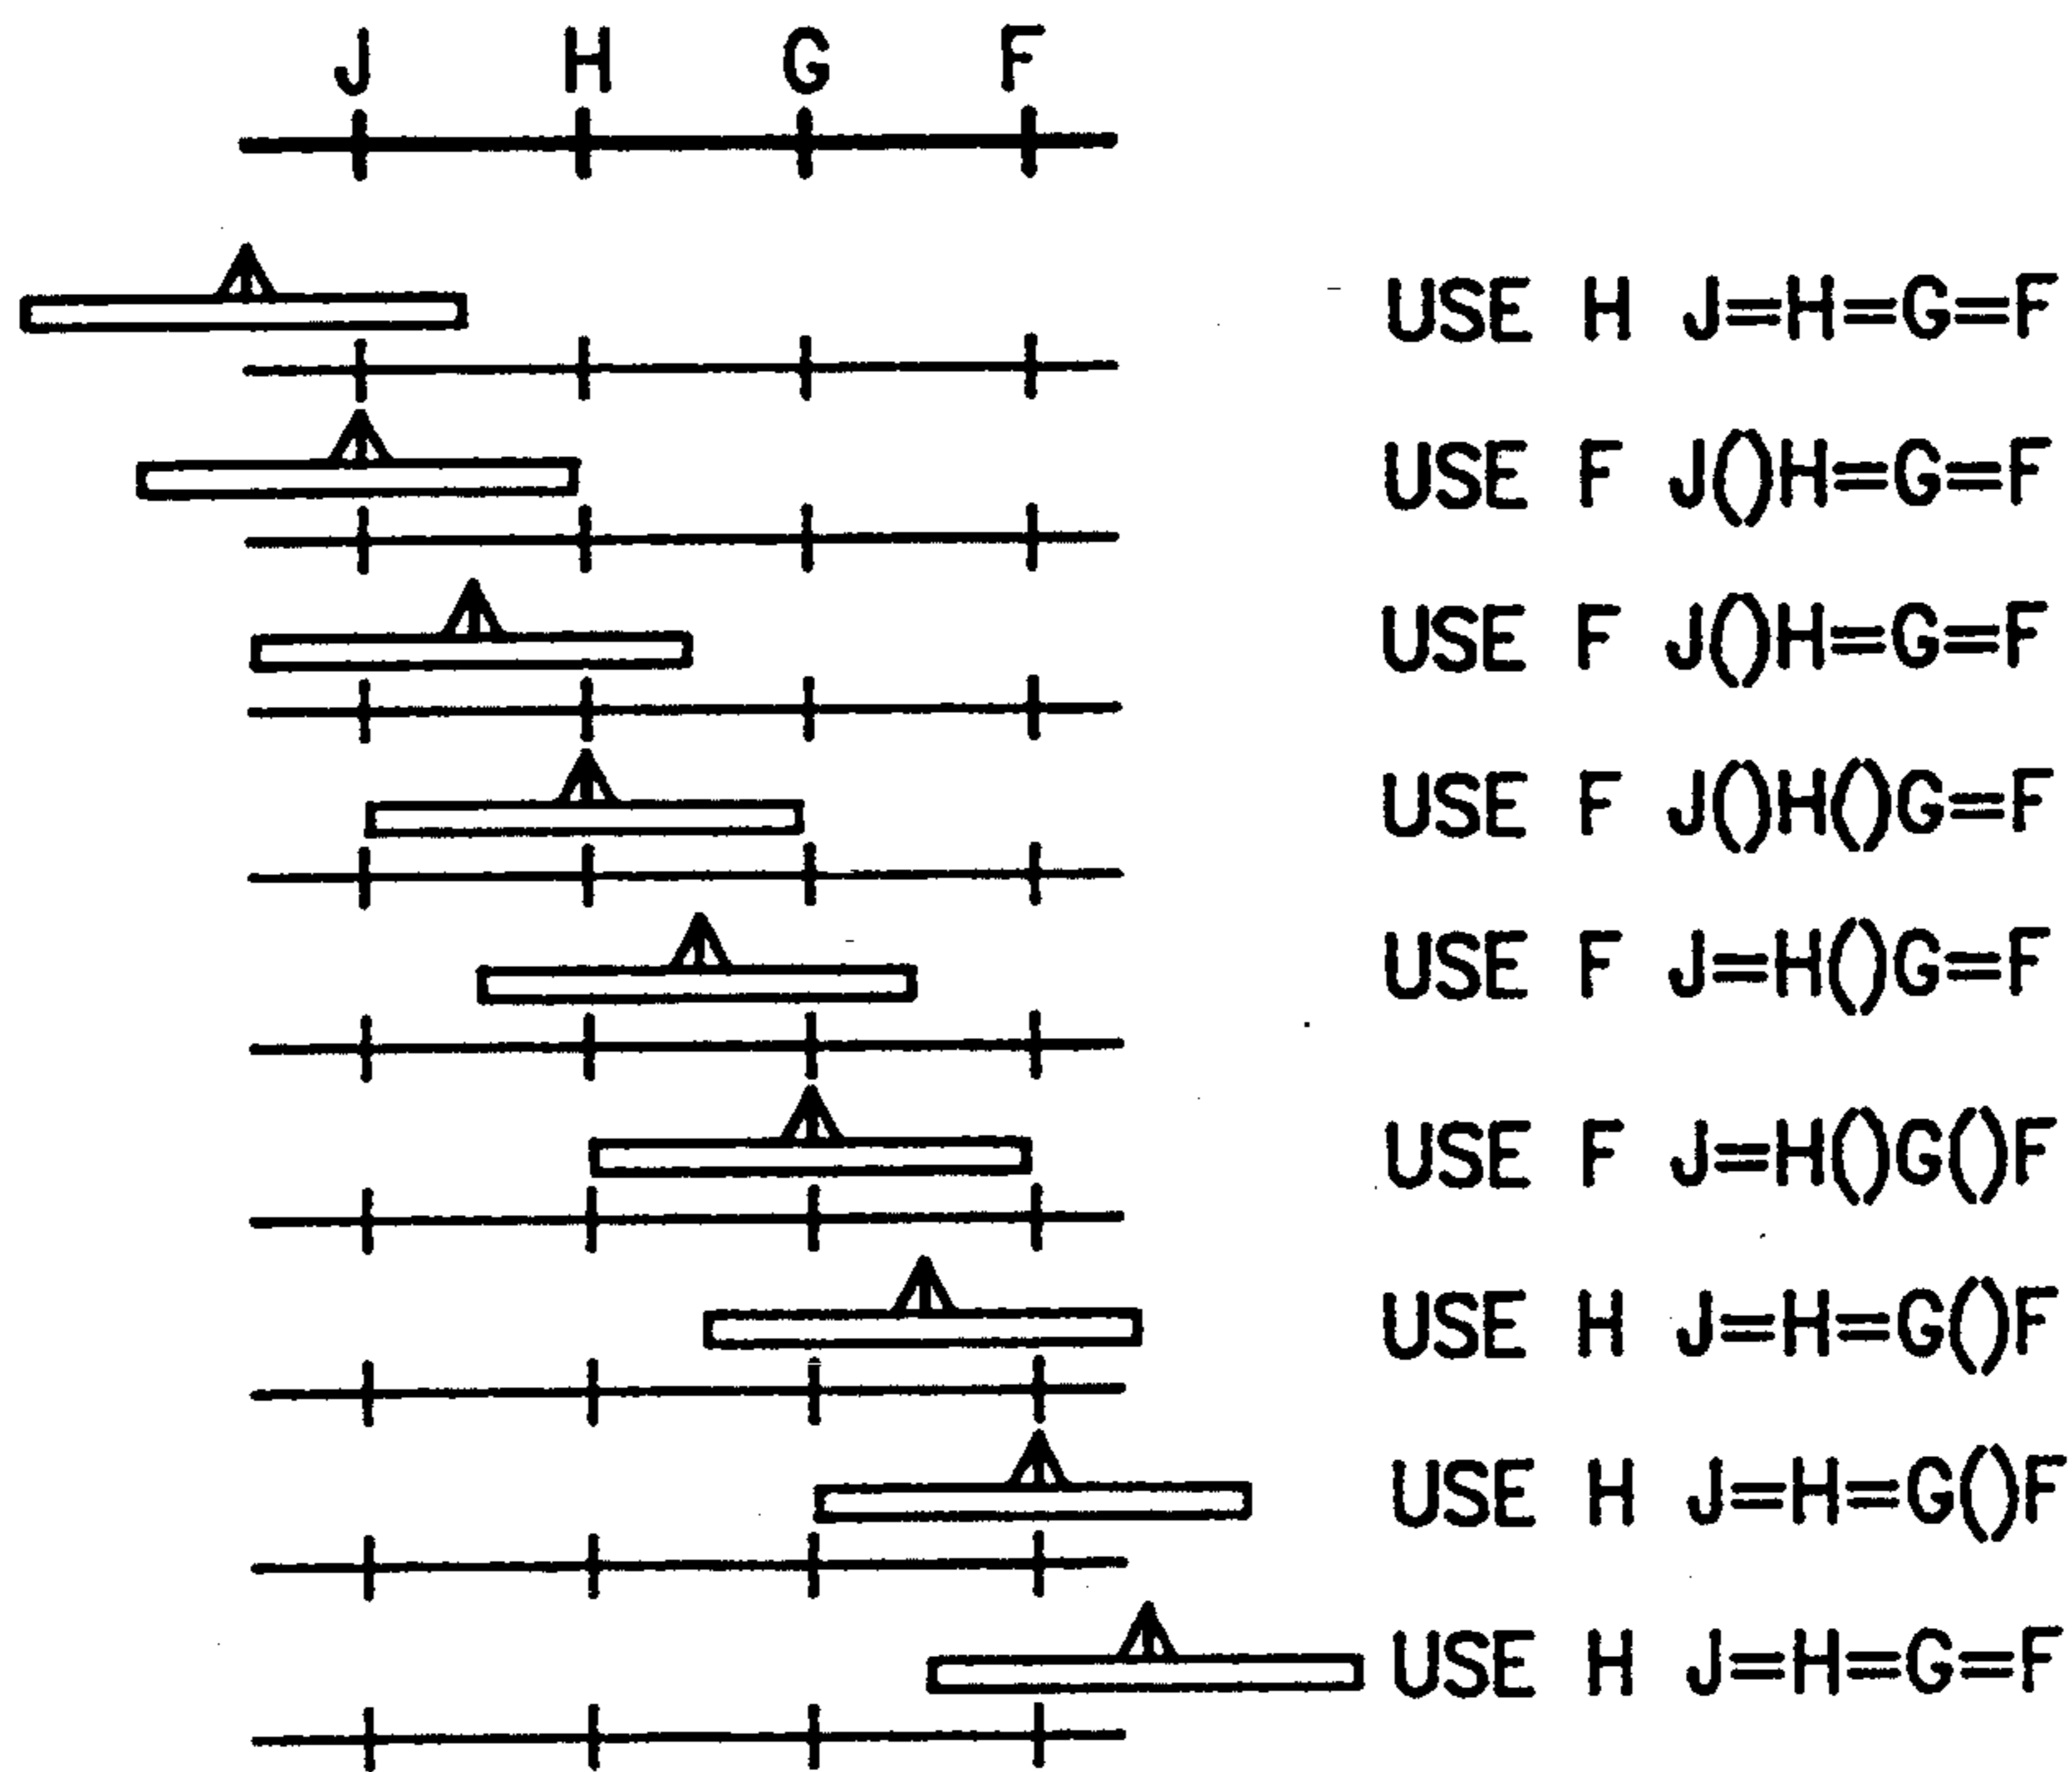 J H G F
USE H J=H=G=F
USE F J()H=G=F
USE F J()H=G=F
USE F J()H()G=F
USE F J=H()G=F
USE F J=H()G()F
USE H J=H=G()F
USE H J=H=G()F
USE H J=H=G=F